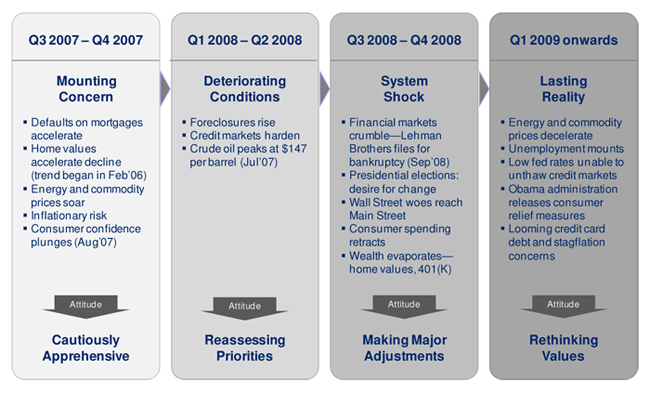 Q3 2007 – Q4 2007
Mounting
Concern
▪ Defaults on mortgages
accelerate
▪ Home values
accelerate decline
(trend began in Feb'06)
▪ Energy and commodity
prices soar
▪ Inflationary risk
▪ Consumer confidence
plunges (Aug'07)
Attitude
Cautiously
Apprehensive
Q1 2008 – Q2 2008
Deteriorating
Conditions
▪ Foreclosures rise
▪ Credit markets harden
▪ Crude oil peaks at $147
per barrel (Jul'07)
Attitude
Reassessing
Priorities
Q3 2008 – Q4 2008
System
Shock
▪ Financial markets
crumble—Lehman
Brothers files for
bankruptcy (Sep'08)
▪ Presidential elections:
desire for change
▪ Wall Street woes reach
Main Street
▪ Consumer spending
retracts
▪ Wealth evaporates—
home values, 401(K)
Attitude
Making Major
Adjustments
Q1 2009 onwards
Lasting
Reality
▪ Energy and commodity
prices decelerate
▪ Unemployment mounts
▪ Low fed rates unable to
unthaw credit markets
▪ Obama administration
releases consumer
relief measures
▪ Looming credit card
debt and stagflation
concerns
Attitude
Rethinking
Values